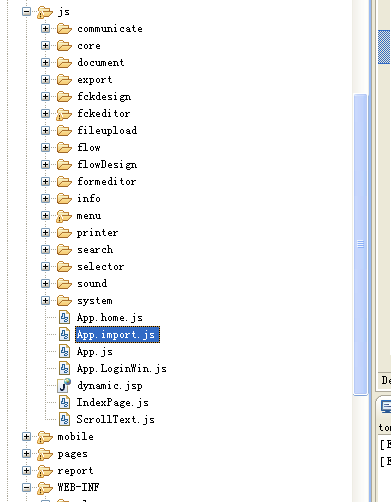 js
communicate
core
document
export
fckdesign
fckeditor
fileupload
flow
flowDesign
formeditor
info
menu
printer
search
selector
sound
system
App.home.js
App.import.js
App.js
App.LoginWin.js
dynamic.jsp
IndexPage.js
ScrollText.js
mobile
pages
report
WEB-INF
De
to
[E
[E